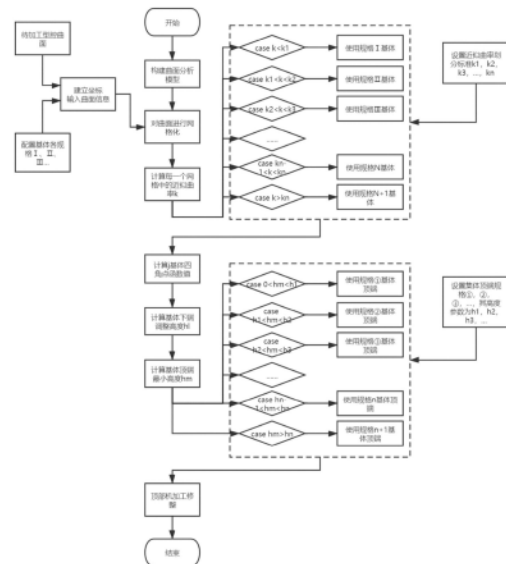 开始
待加工型腔曲
面
构建曲面分析
模型
建立坐标
输入曲面信息
对曲面进行网
格化
配置基体各规
格Ⅰ、Ⅱ、
Ⅲ...
计算每一个网
格中的近似曲
率k
case k<k1
使用规格Ⅰ基体
case k1<k<k2
使用规格Ⅱ基体
case k2<k<k3
使用规格Ⅲ基体
......
case kn-
1<k<kn
使用规格N基体
case k>kn
使用规格N+1基
体
设置近似曲率划
分标准k1、k2、
k3、...、kn
计算j基体四
角点函数值
计算基体下端
调整高度hl
计算基体顶端
最小高度hm
case 0<hm<h1
使用规格①基体
顶端
case
h1<hm<h2
使用规格②基体
顶端
case
h2<hm<h3
使用规格③基体
顶端
......
case hn-
1<hm<hn
使用规格n基体顶
端
case hm>hn
使用规格n+1基
体顶端
设置集体顶端规
格①、②、
③、...、其高度
参数为h1、h2、
h3、...
顶部机加工修
整
结束